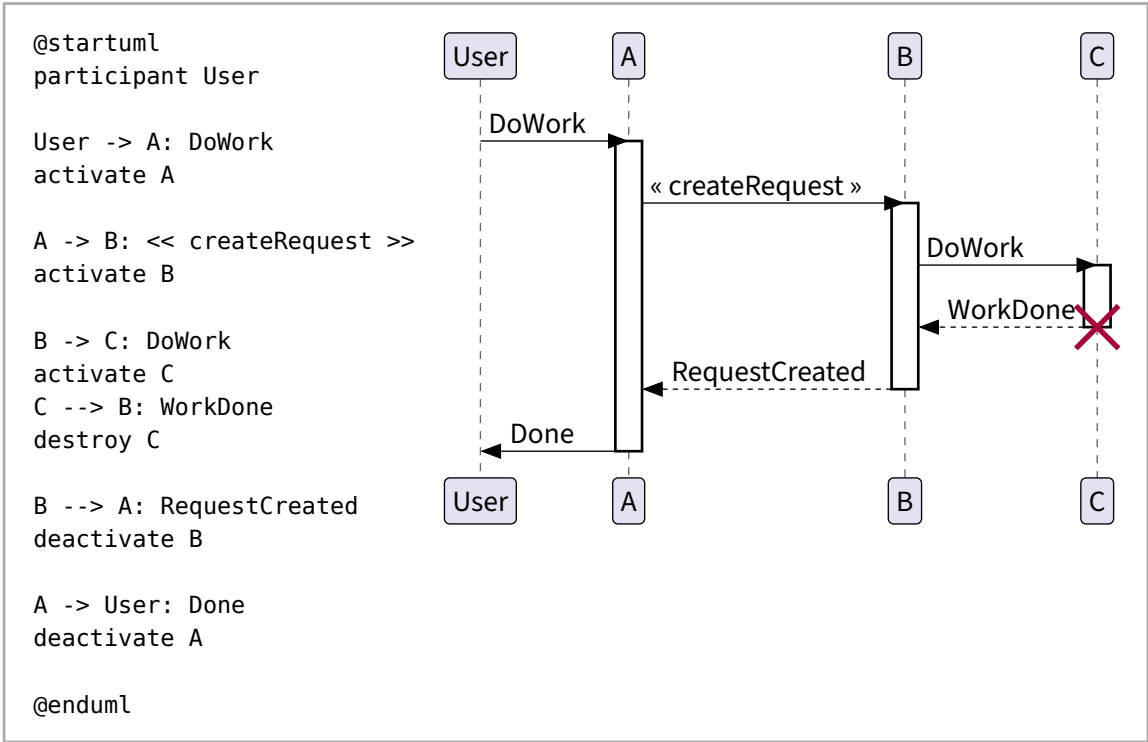 @startuml
participant User
User -> A: DoWork
activate A
A -> B: << createRequest >>
activate B
B -> C: DoWork
activate C
C --> B: WorkDone
destroy C
B --> A: RequestCreated
deactivate B
A -> User: Done
deactivate A
@enduml
User
A
B
C
DoWork
« createRequest »
DoWork
WorkDone
RequestCreated
Done
User
A
B
C